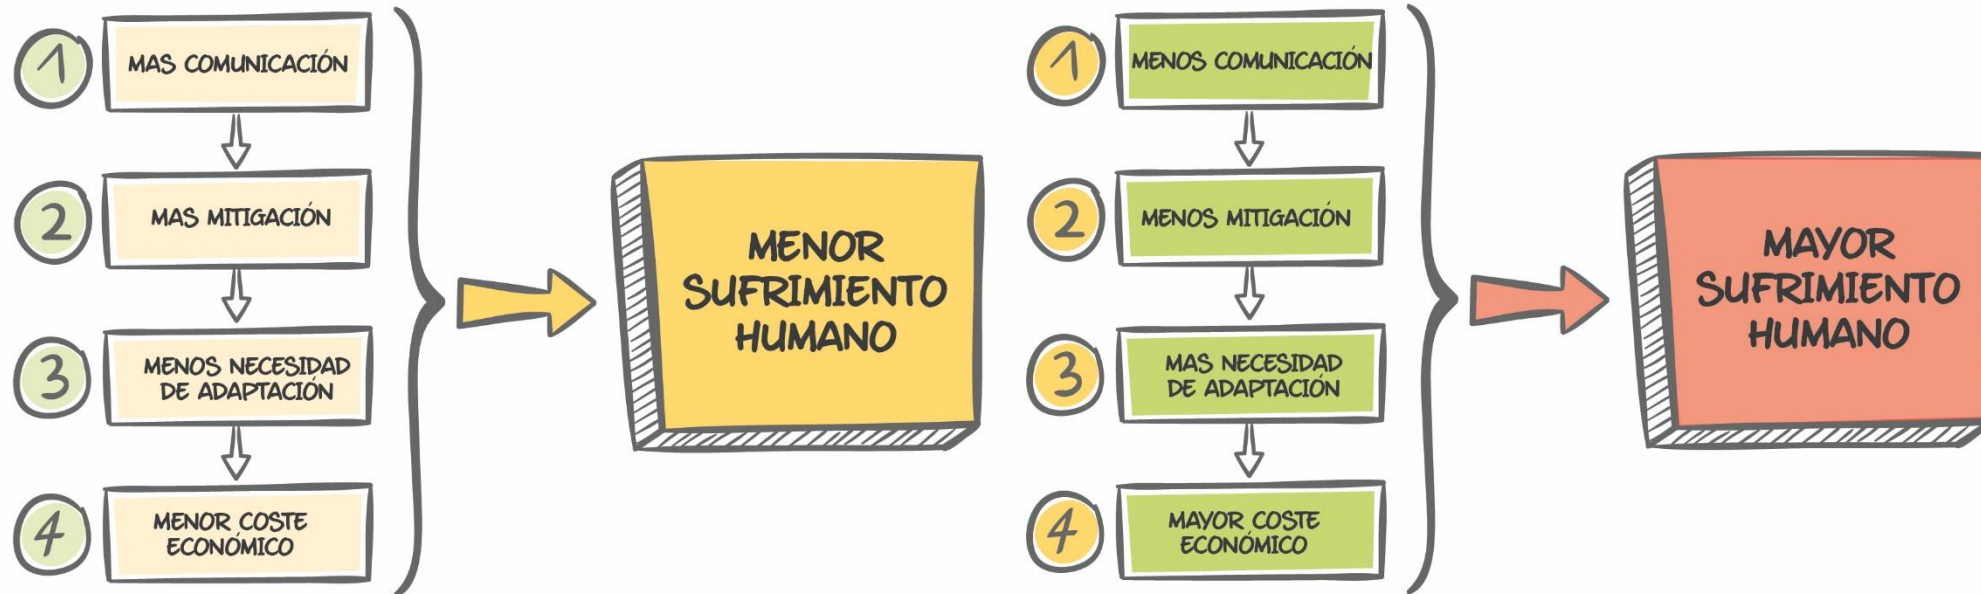 1
MAS COMUNICACIÓN
2
MAS MITIGACIÓN
3
MENOS NECESIDAD
DE ADAPTACIÓN
4
MENOR COSTE
ECONÓMICO
MENOR
SUFRIMIENTO
HUMANO
1
MENOS COMUNICACIÓN
2
MENOS MITIGACIÓN
3
MAS NECESIDAD
DE ADAPTACIÓN
4
MAYOR COSTE
ECONÓMICO
MAYOR
SUFRIMIENTO
HUMANO